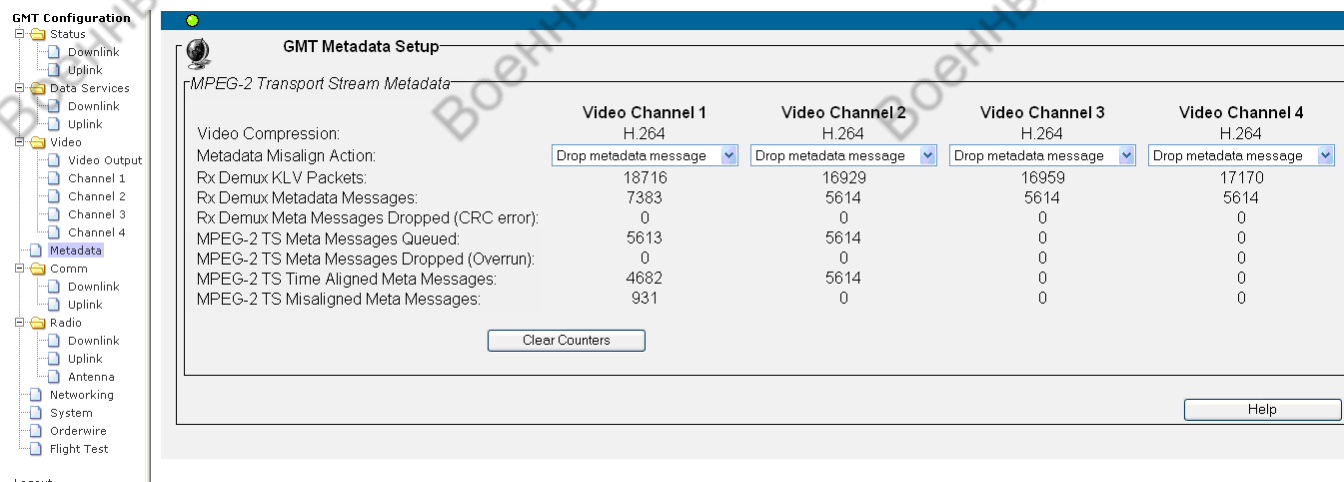 GMT Configuration
Status
Downlink
Uplink
Data Services
Downlink
Uplink
Video
Video Output
Channel 1
Channel 2
Channel 3
Channel 4
Metadata
Comm
Downlink
Uplink
Radio
Downlink
Uplink
Antenna
Networking
System
Orderwire
Flight Test
GMT Metadata Setup
MPEG-2 Transport Stream Metadata
Video Channel 1 Video Channel 2 Video Channel 3 Video Channel 4
Video Compression: H.264 H.264 H.264 H.264
Metadata Misalign Action: Drop metadata message Drop metadata message Drop metadata message Drop metadata message
Rx Demux KLV Packets: 18716 16929 16959 17170
Rx Demux Metadata Messages: 7383 5614 5614 5614
Rx Demux Meta Messages Dropped (CRC error): 0 0 0 0
MPEG-2 TS Meta Messages Queued: 5613 5614 0 0
MPEG-2 TS Meta Messages Dropped (Overrun): 0 0 0 0
MPEG-2 TS Time Aligned Meta Messages: 4682 5614 0 0
MPEG-2 TS Misaligned Meta Messages: 931 0 0 0
Clear Counters
Help